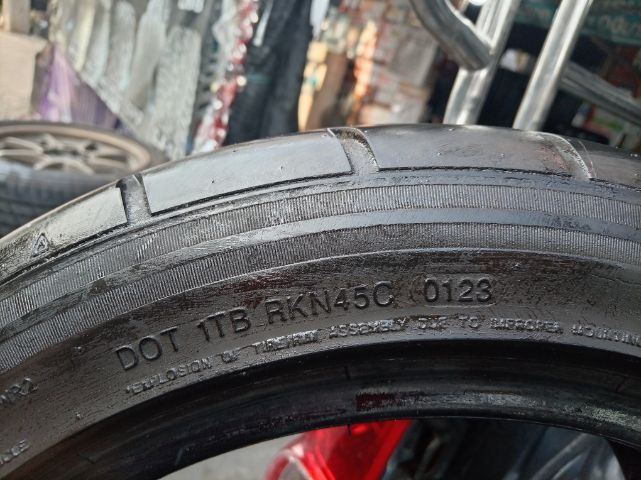 DOT 1TB RKN45C 0123
EXPLOSION OF TIRE/RIM ASSEMBLY DUE TO IMPROPER MOUNTING